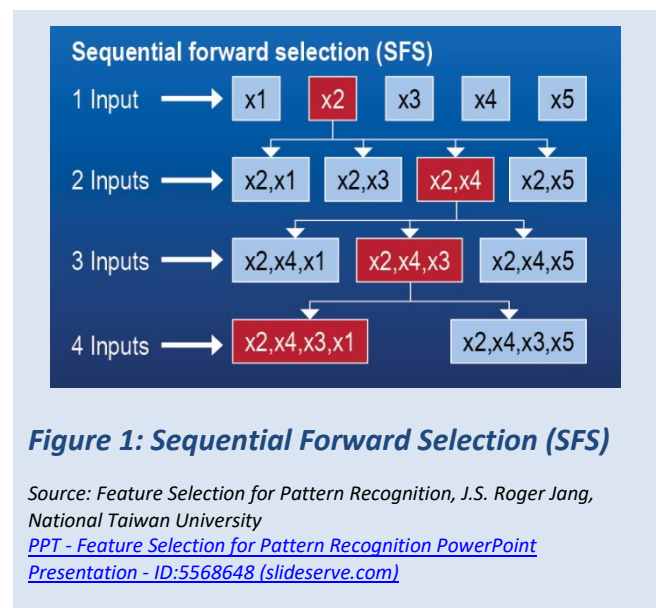 Sequential forward selection (SFS)
1 Input x1 x2 x3 x4 x5
2 Inputs x2,x1 x2,x3 x2,x4 x2,x5
3 Inputs x2,x4,x1 x2,x4,x3 x2,x4,x5
4 Inputs x2,x4,x3,x1 x2,x4,x3,x5
Figure 1: Sequential Forward Selection (SFS)
Source: Feature Selection for Pattern Recognition, J.S. Roger Jang,
National Taiwan University
PPT - Feature Selection for Pattern Recognition PowerPoint
Presentation - ID:5568648 (slideserve.com)